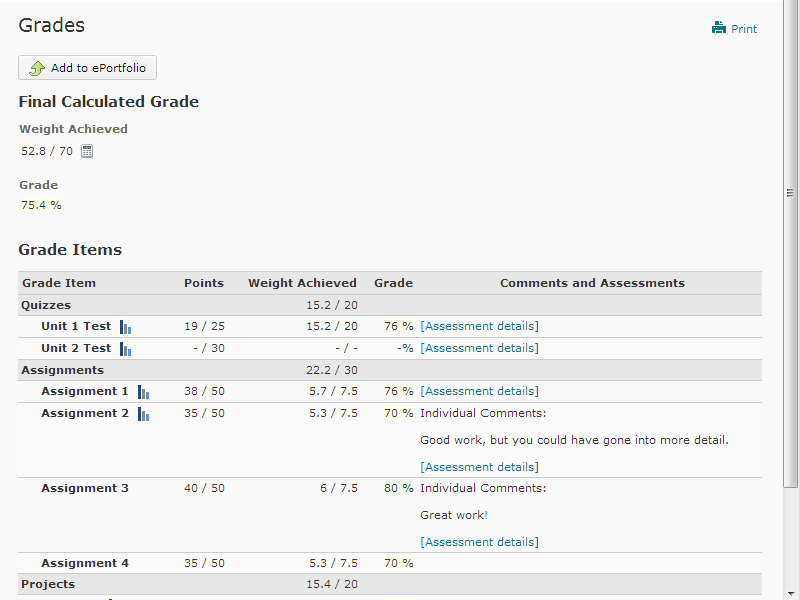 Grades
Print
Add to ePortfolio
Final Calculated Grade
Weight Achieved
52.8 / 70
Grade
75.4 %
Grade Items
Grade Item Points Weight Achieved Grade Comments and Assessments
Quizzes 15.2 / 20
Unit 1 Test 19 / 25 15.2 / 20 76 % [Assessment details]
Unit 2 Test - / 30 - / - -% [Assessment details]
Assignments 22.2 / 30
Assignment 1 38 / 50 5.7 / 7.5 76 % [Assessment details]
Assignment 2 35 / 50 5.3 / 7.5 70 % Individual Comments:
Good work, but you could have gone into more detail.
[Assessment details]
Assignment 3 40 / 50 6 / 7.5 80 % Individual Comments:
Great work!
[Assessment details]
Assignment 4 35 / 50 5.3 / 7.5 70 %
Projects 15.4 / 20